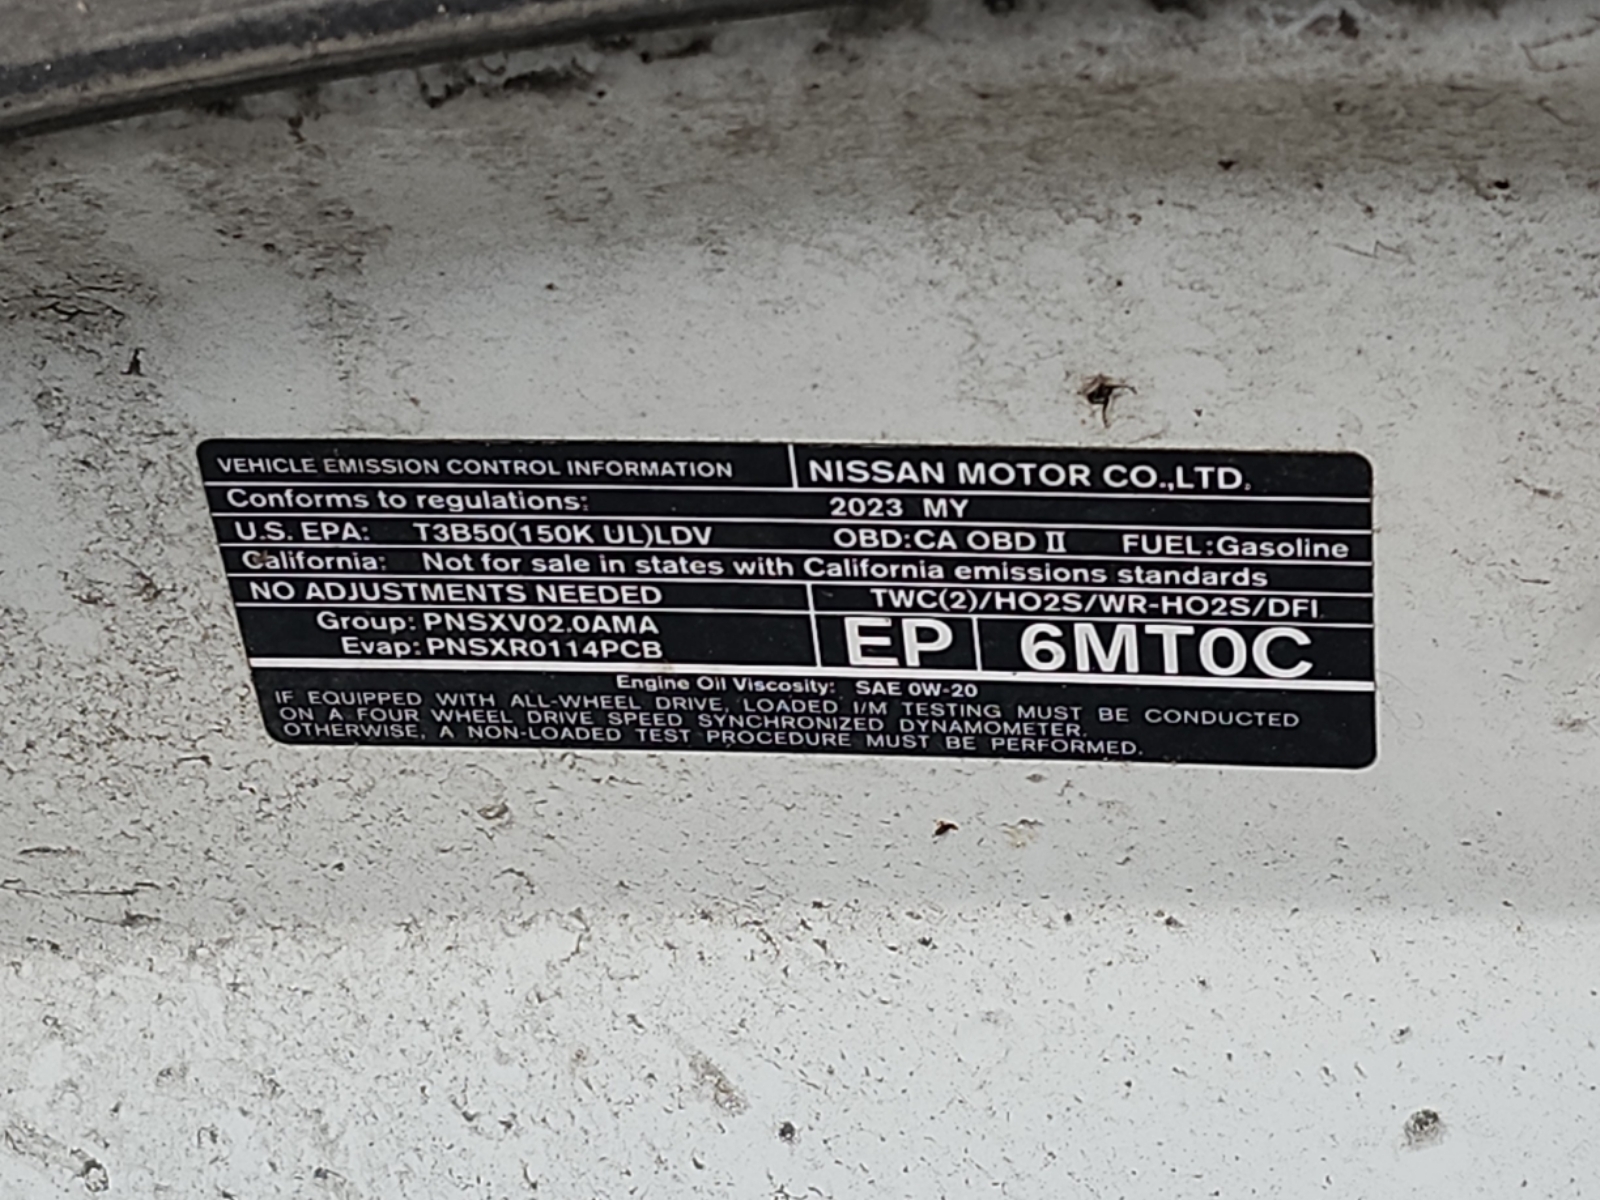 VEHICLE EMISSION CONTROL INFORMATION NISSAN MOTOR CO.,LTD.
Conforms to regulations: 2023 MY
U.S. EPA: T3B50(150K UL)LDV OBD:CA OBD II FUEL:Gasoline
California: Not for sale in states with California emissions standards
NO ADJUSTMENTS NEEDED TWC(2)/HO2S/WR-HO2S/DFI
Group: PNSXV02.0AMA
Evap: PNSXR0114PCB
EP 6MT0C
Engine Oil Viscosity: SAE 0W-20
IF EQUIPPED WITH ALL-WHEEL DRIVE, LOADED I/M TESTING MUST BE CONDUCTED
ON A FOUR WHEEL DRIVE SPEED SYNCHRONIZED DYNAMOMETER.
OTHERWISE, A NON-LOADED TEST PROCEDURE MUST BE PERFORMED.